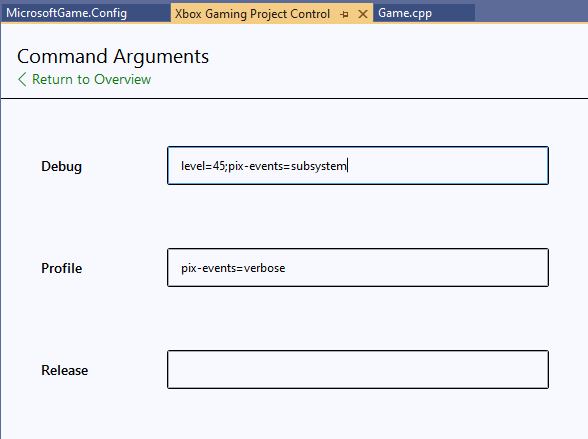 MicrosoftGame.Config Xbox Gaming Project Control Game.cpp
Command Arguments
Return to Overview
Debug level=45;pix-events=subsystem
Profile pix-events=verbose
Release